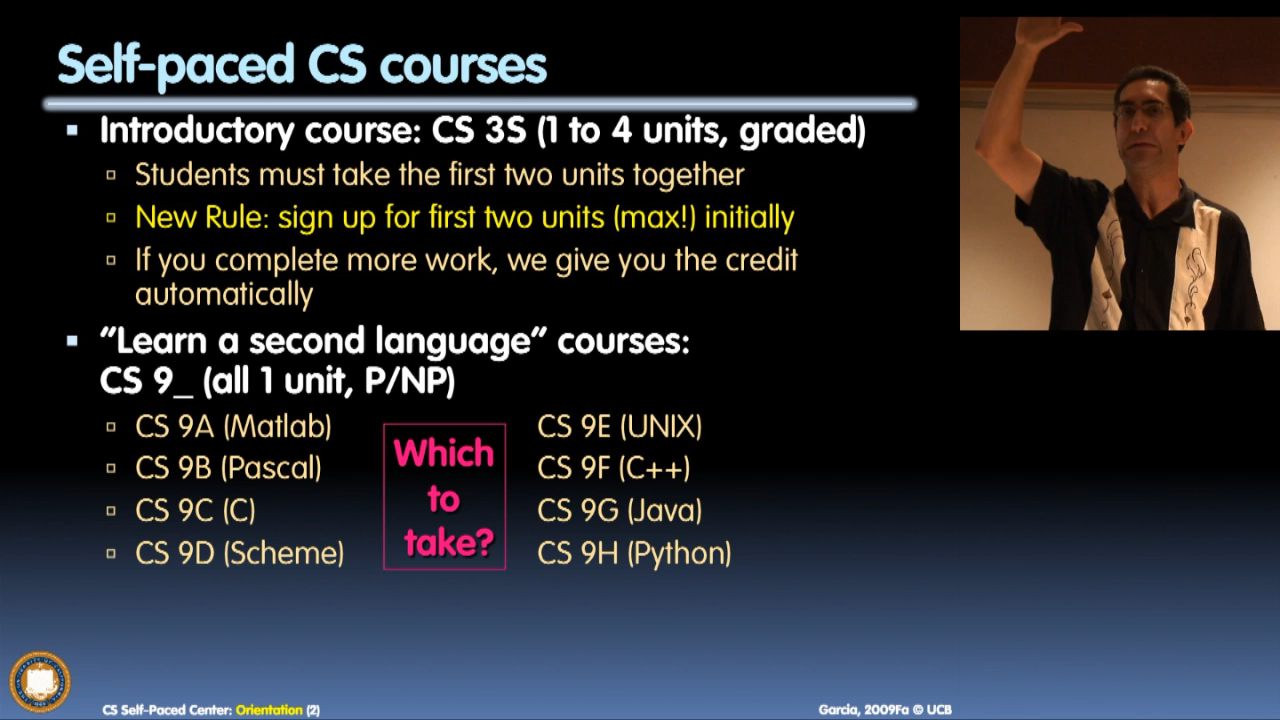 Self-paced CS courses
Introductory course: CS 3S (1 to 4 units, graded)
Students must take the first two units together
New Rule: sign up for first two units (max!) initially
If you complete more work, we give you the credit
automatically
“Learn a second language” courses:
CS 9_ (all 1 unit, P/NP)
CS 9A (Matlab)
CS 9B (Pascal)
CS 9C (C)
CS 9D (Scheme)
Which
to
take?
CS 9E (UNIX)
CS 9F (C++)
CS 9G (Java)
CS 9H (Python)
CS Self-Paced Center: Orientation (2)
Garcia, 2009Fa © UCB